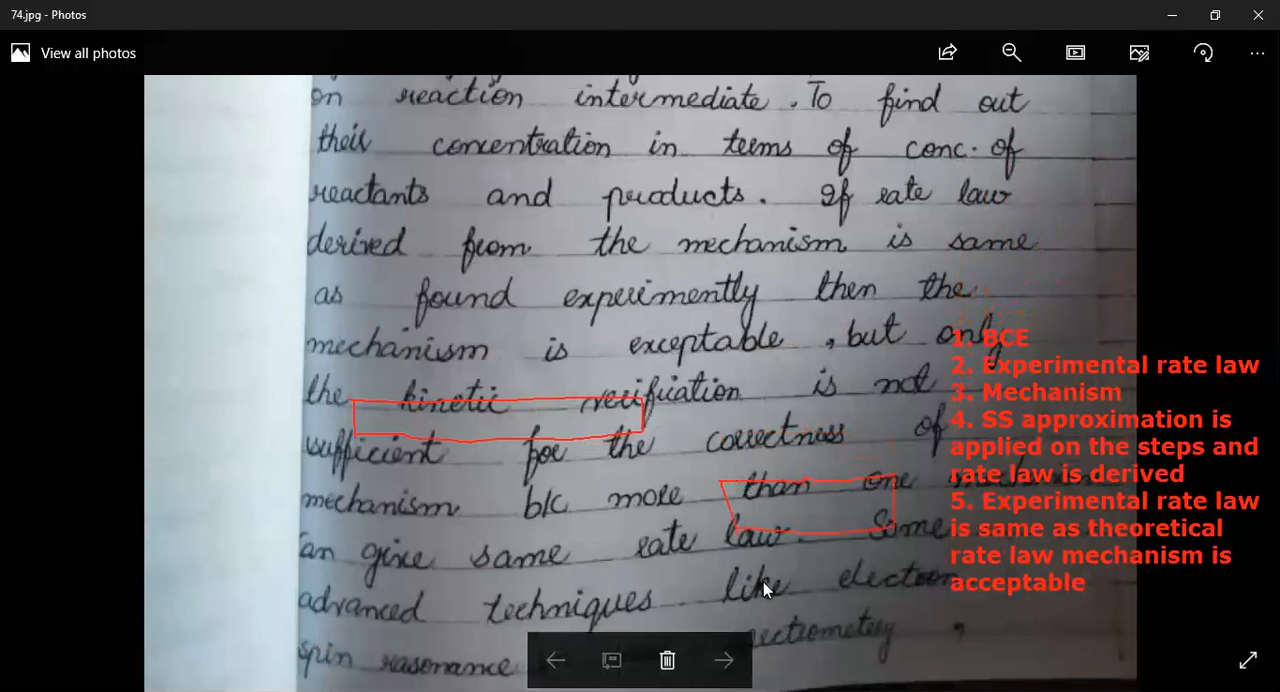 74.jpg - Photos
View all photos
on reaction intermediate. To find out
their concentration in terms of conc. of
reactants and products. If rate law
derived from the mechanism is same
as found experimently then the
mechanism is exceptable, but only
the kinetic verification is not
sufficient for the correctness of
mechanism b/c more than one
an give same rate law. Some
advanced techniques like electron
spin resonance
1. BCE
2. Experimental rate law
3. Mechanism
4. SS approximation is
applied on the steps and
rate law is derived
5. Experimental rate law
is same as theoretical
rate law mechanism is
acceptable